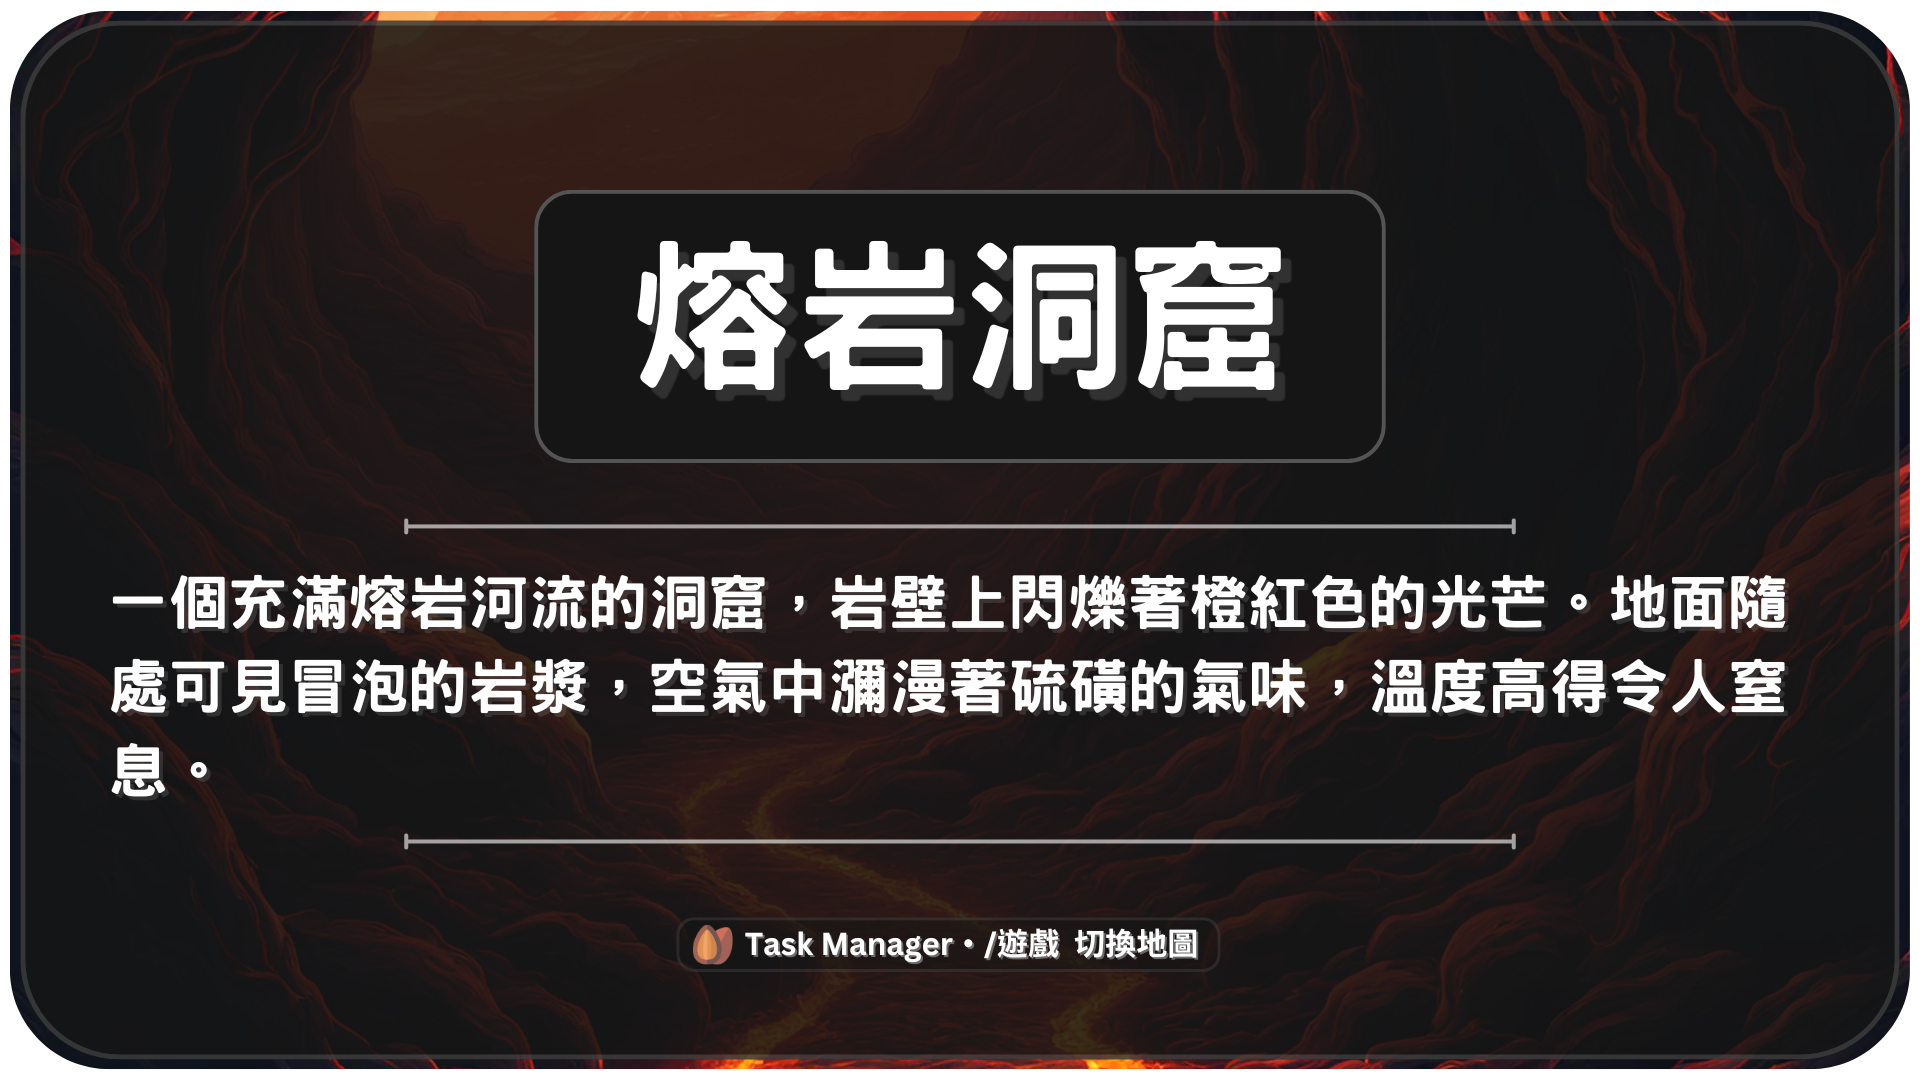 熔岩洞窟
一個充滿熔岩河流的洞窟，岩壁上閃爍著橙紅色的光芒。地面隨
處可見冒泡的岩漿，空氣中瀰漫著硫磺的氣味，溫度高得令人窒
息。
Task Manager • /遊戲 切換地圖